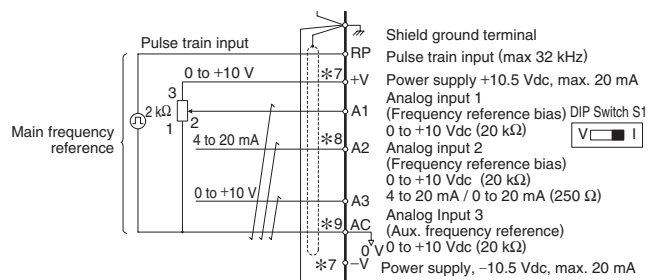 Shield ground terminal
Pulse train input
RP
Pulse train input (max 32 kHz)
0 to +10 V
*7
+V
Power supply +10.5 Vdc, max. 20 mA
3
2 kΩ
1
2
A1
Analog input 1
(Frequency reference bias)
0 to +10 Vdc (20 kΩ)
DIP Switch S1
V
I
Main frequency
reference
4 to 20 mA
*8
A2
Analog input 2
(Frequency reference bias)
0 to +10 Vdc (20 kΩ)
4 to 20 mA / 0 to 20 mA (250 Ω)
0 to +10 V
A3
Analog Input 3
(Aux. frequency reference)
0 to +10 Vdc (20 kΩ)
*9
AC
0 V
*7
−V
Power supply, −10.5 Vdc, max. 20 mA